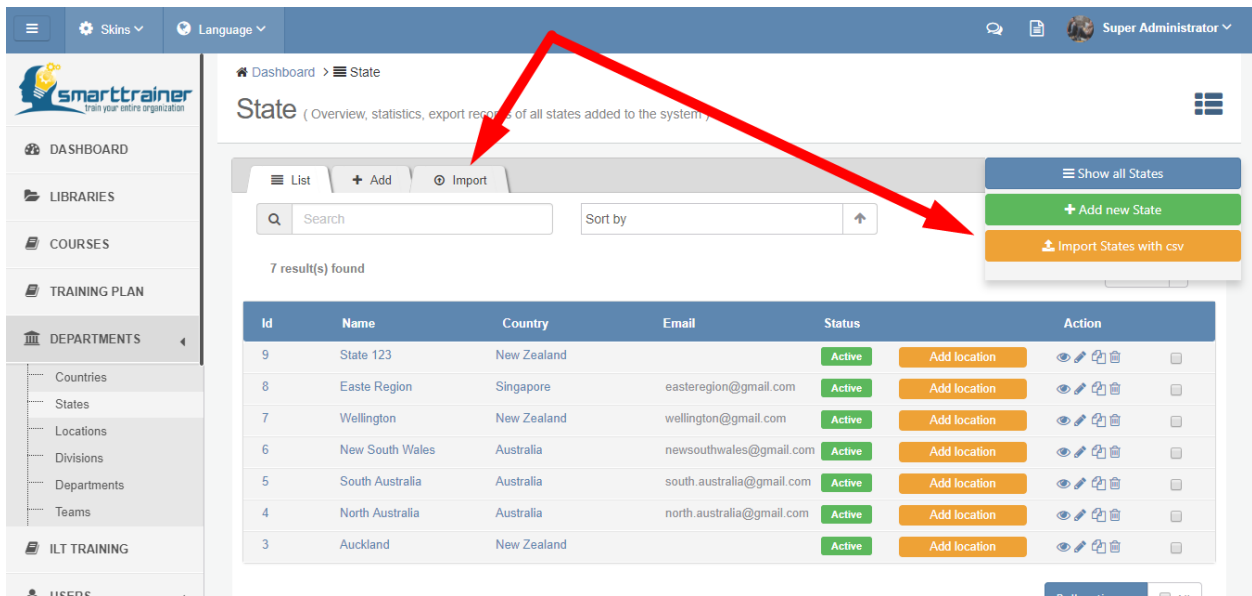 Skins Language Super Administrator
smarttrainer
train your entire organization
Dashboard > State
State ( Overview, statistics, export records of all states added to the system )
DASHBOARD
LIBRARIES
COURSES
TRAINING PLAN
DEPARTMENTS
Countries
States
Locations
Divisions
Departments
Teams
ILT TRAINING
USERS
List Add Import
Show all States
Add new State
Import States with csv
Search Sort by
7 result(s) found
Id Name Country Email Status Action
9 State 123 New Zealand Active Add location
8 Easte Region Singapore easteregion@gmail.com Active Add location
7 Wellington New Zealand wellington@gmail.com Active Add location
6 New South Wales Australia newsouthwales@gmail.com Active Add location
5 South Australia Australia south.australia@gmail.com Active Add location
4 North Australia Australia north.australia@gmail.com Active Add location
3 Auckland New Zealand Active Add location